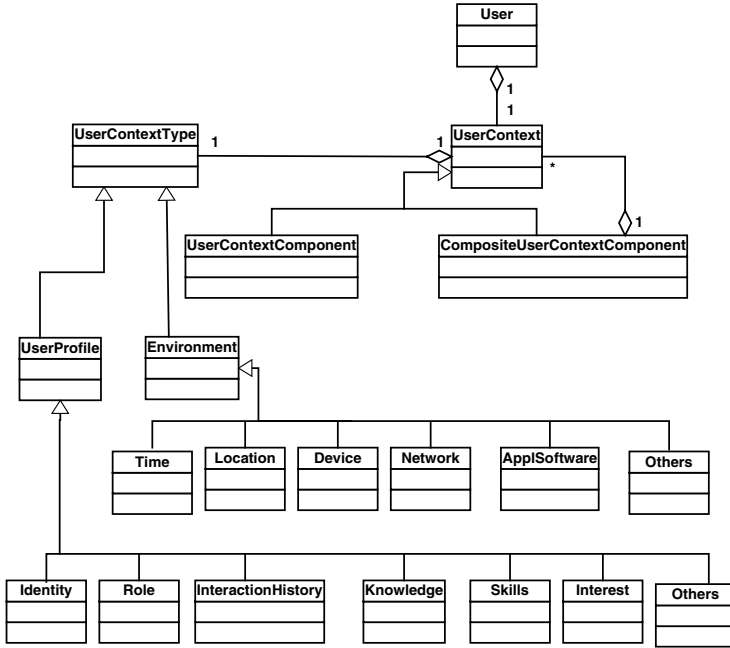 User
1
1
UserContextType
1
1
UserContext
*
1
UserContextComponent
CompositeUserContextComponent
UserProfile
Environment
Time
Location
Device
Network
ApplSoftware
Others
Identity
Role
InteractionHistory
Knowledge
Skills
Interest
Others